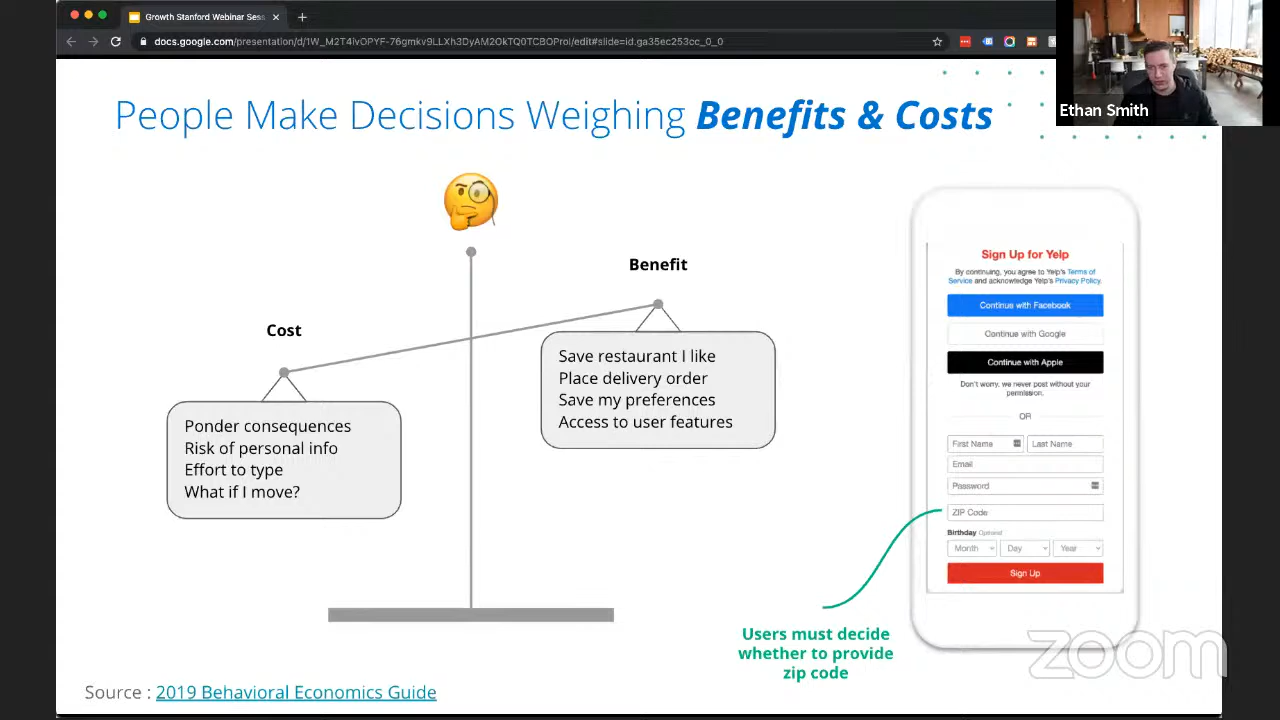 Growth Stanford Webinar Sess
docs.google.com/presentation/d/1W_M2T4ivOPYF-76gmkv9LLXh3DyAM2OkTQ0TCBOProI/edit#slide=id.ga35ec253cc_0_0
Ethan Smith
People Make Decisions Weighing Benefits & Costs
Benefit
Cost
Save restaurant I like
Place delivery order
Save my preferences
Access to user features
Ponder consequences
Risk of personal info
Effort to type
What if I move?
Sign Up for Yelp
By continuing, you agree to Yelp's Terms of
Service and acknowledge Yelp's Privacy Policy.
Continue with Facebook
Continue with Google
Continue with Apple
Don't worry, we never post without your
permission.
OR
First Name Last Name
Email
Password
ZIP Code
Birthday Optional
Month Day Year
Sign Up
Users must decide
whether to provide
zip code
zoom
Source : 2019 Behavioral Economics Guide